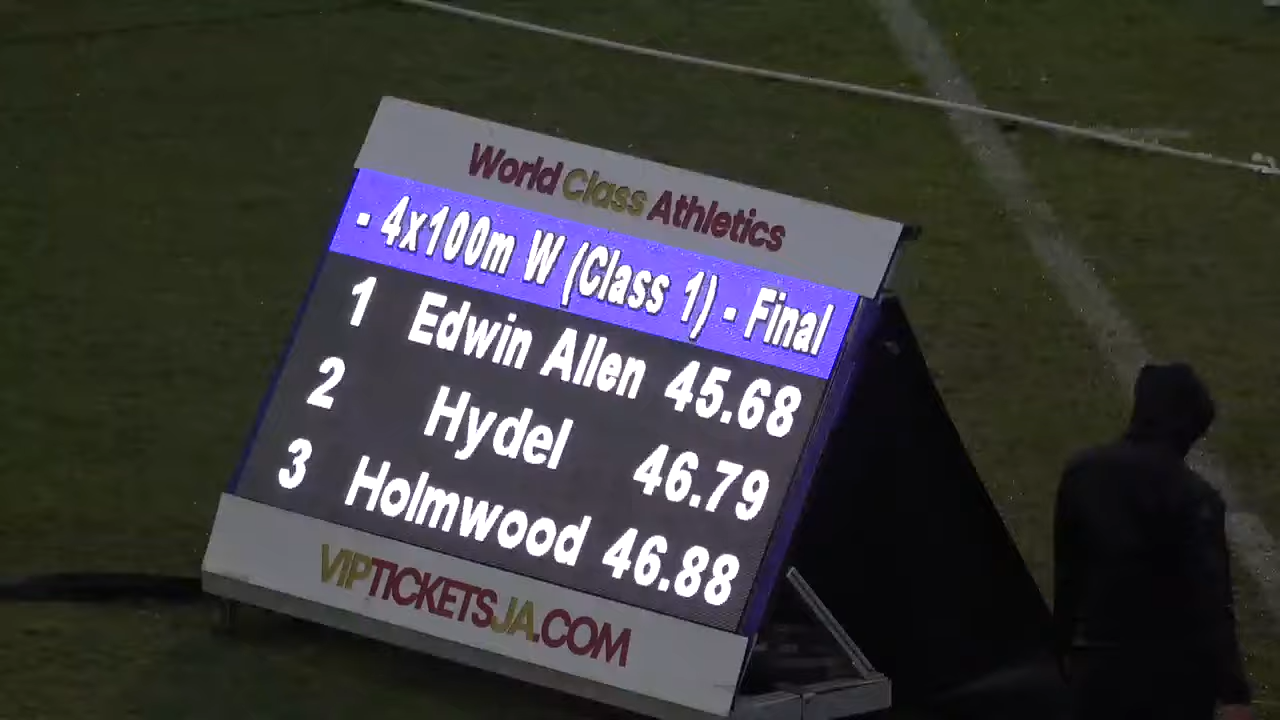 World Class Athletics
- 4x100m W (Class 1) - Final
1 Edwin Allen 45.68
2 Hydel 46.79
3 Holmwood 46.88
VIPTICKETSJA.COM